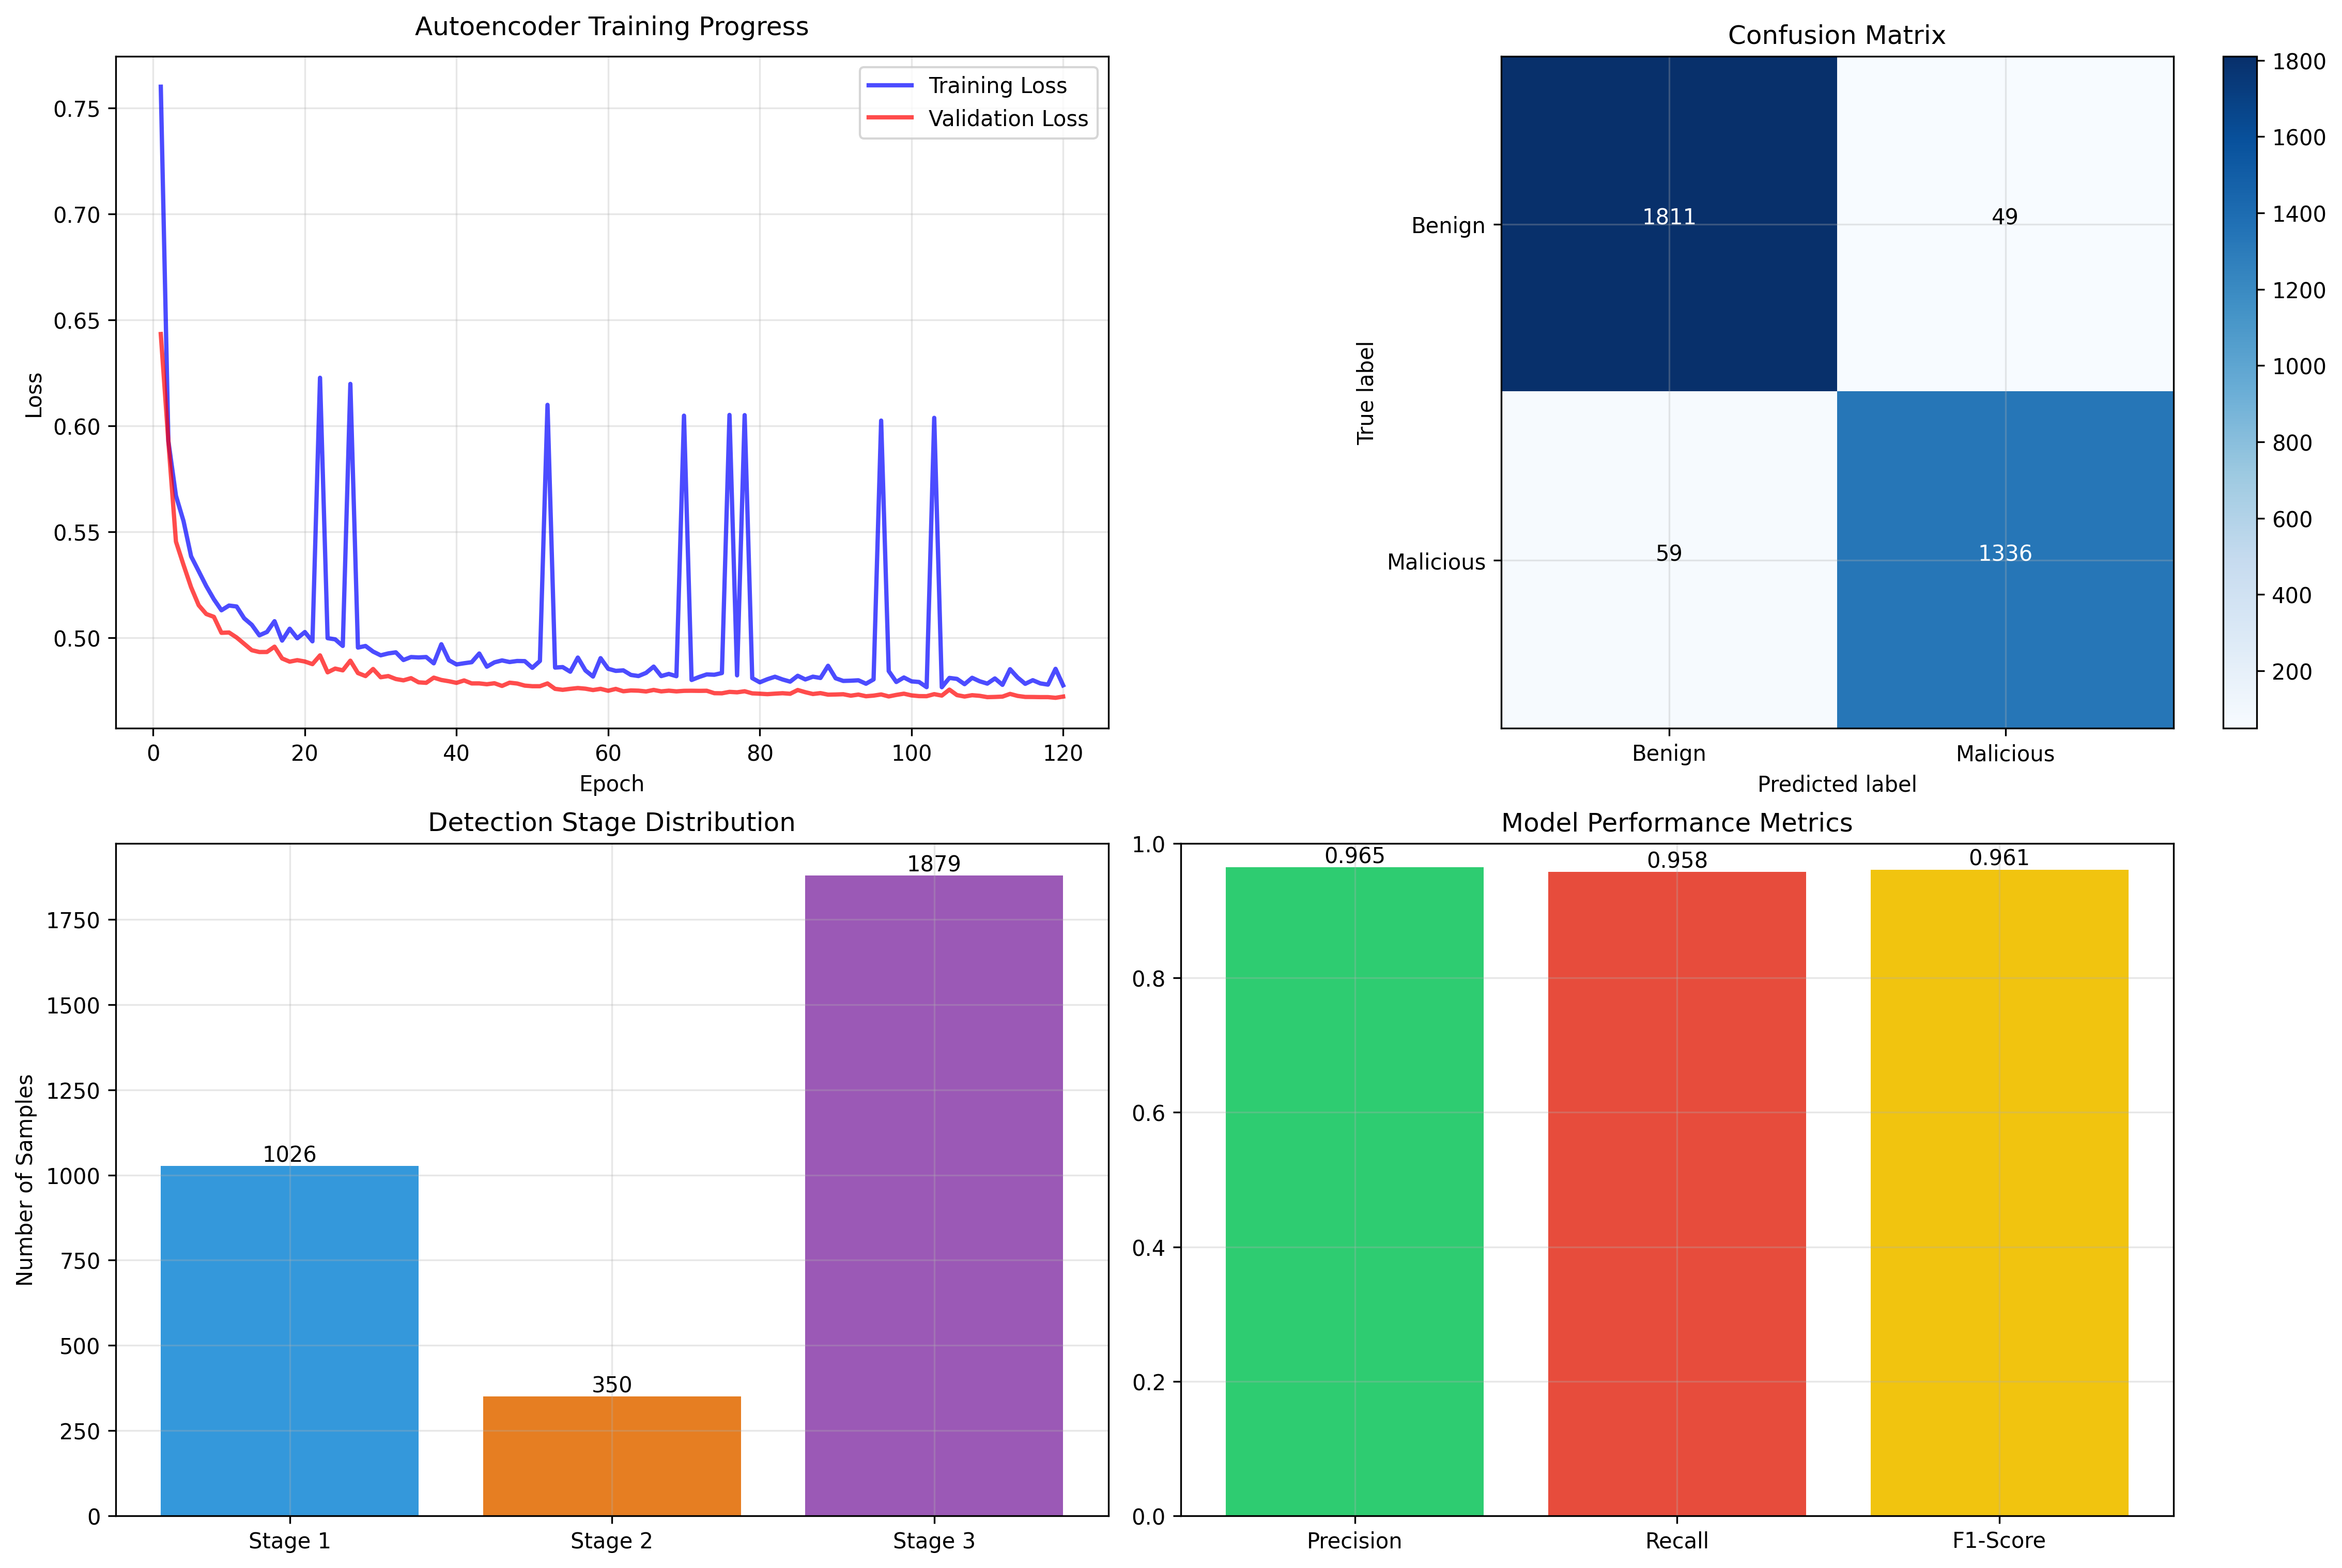 Autoencoder Training Progress
Training Loss
Validation Loss
0.75
0.70
0.65
0.60
0.55
0.50
Loss
0 20 40 60 80 100 120
Epoch
Confusion Matrix
1811 49
59 1336
Benign
Malicious
True label
Benign Malicious
Predicted label
1800
1600
1400
1200
1000
800
600
400
200
Detection Stage Distribution
1026
350
1879
1750
1500
1250
1000
750
500
250
0
Number of Samples
Stage 1 Stage 2 Stage 3
Model Performance Metrics
0.965 0.958 0.961
1.0
0.8
0.6
0.4
0.2
0.0
Precision Recall F1-Score